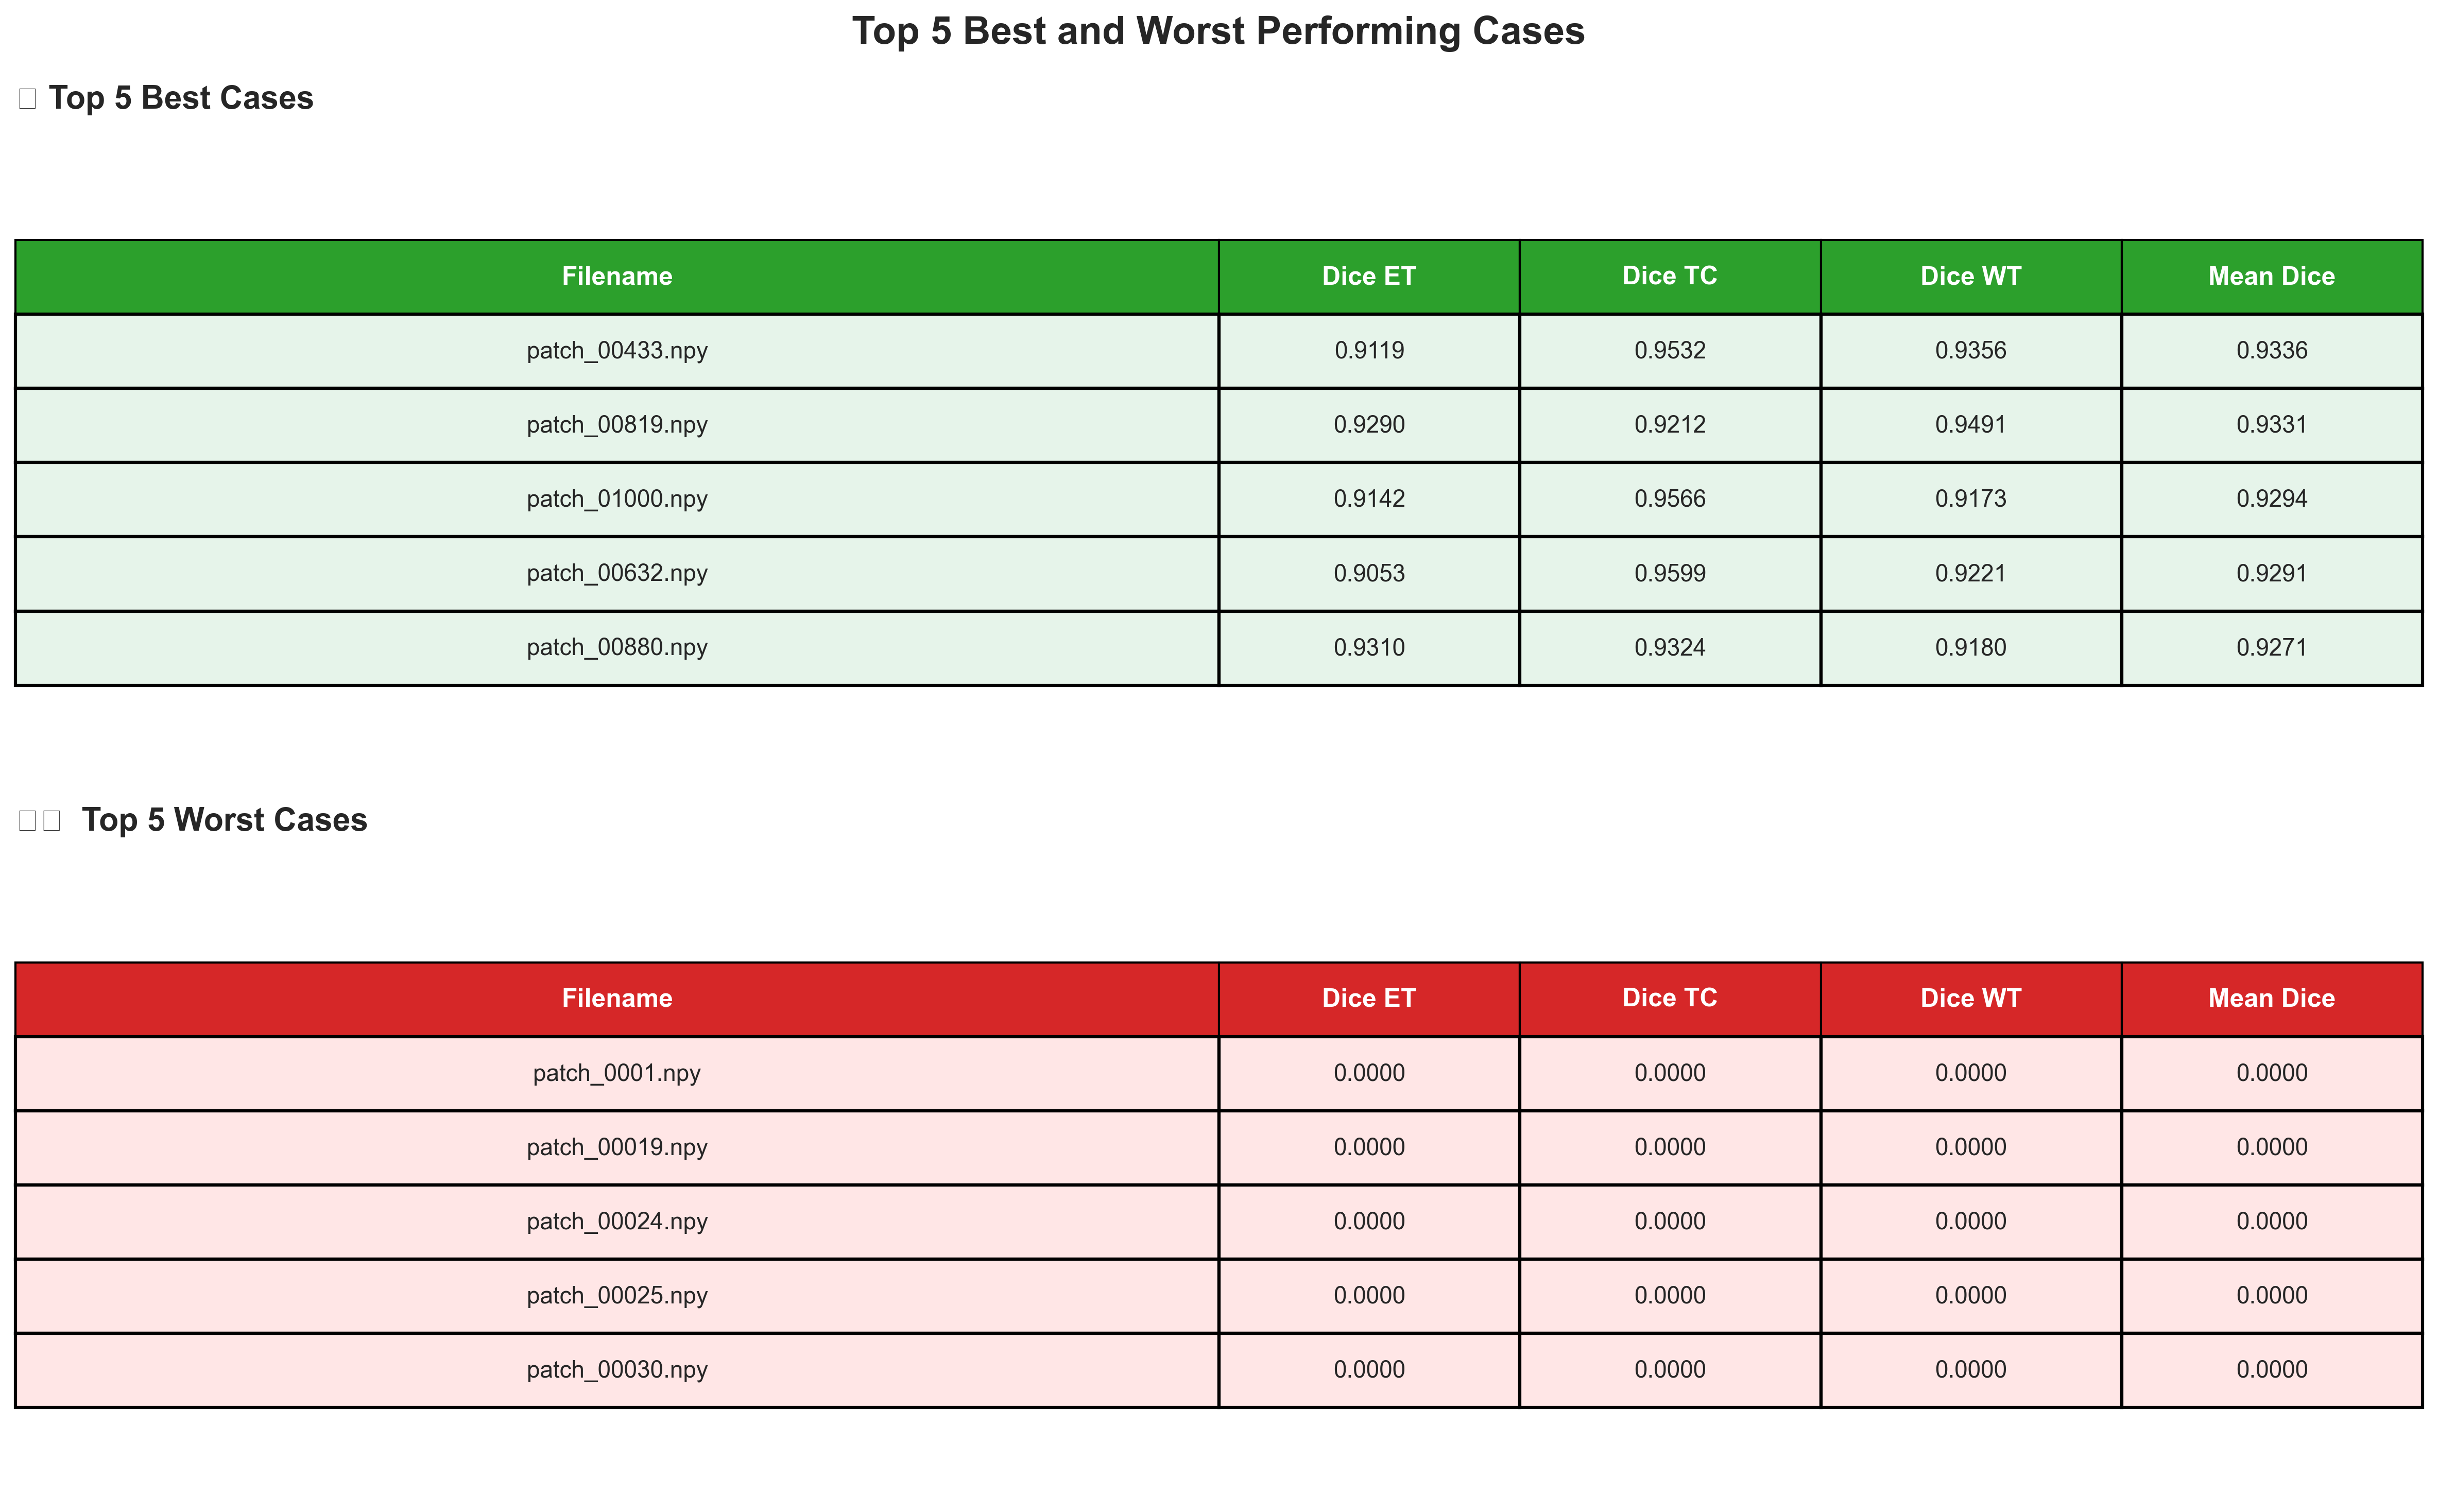 Top 5 Best and Worst Performing Cases
Top 5 Best Cases
Filename Dice ET Dice TC Dice WT Mean Dice
patch_00433.npy 0.9119 0.9532 0.9356 0.9336
patch_00819.npy 0.9290 0.9212 0.9491 0.9331
patch_01000.npy 0.9142 0.9566 0.9173 0.9294
patch_00632.npy 0.9053 0.9599 0.9221 0.9291
patch_00880.npy 0.9310 0.9324 0.9180 0.9271
Top 5 Worst Cases
Filename Dice ET Dice TC Dice WT Mean Dice
patch_0001.npy 0.0000 0.0000 0.0000 0.0000
patch_00019.npy 0.0000 0.0000 0.0000 0.0000
patch_00024.npy 0.0000 0.0000 0.0000 0.0000
patch_00025.npy 0.0000 0.0000 0.0000 0.0000
patch_00030.npy 0.0000 0.0000 0.0000 0.0000